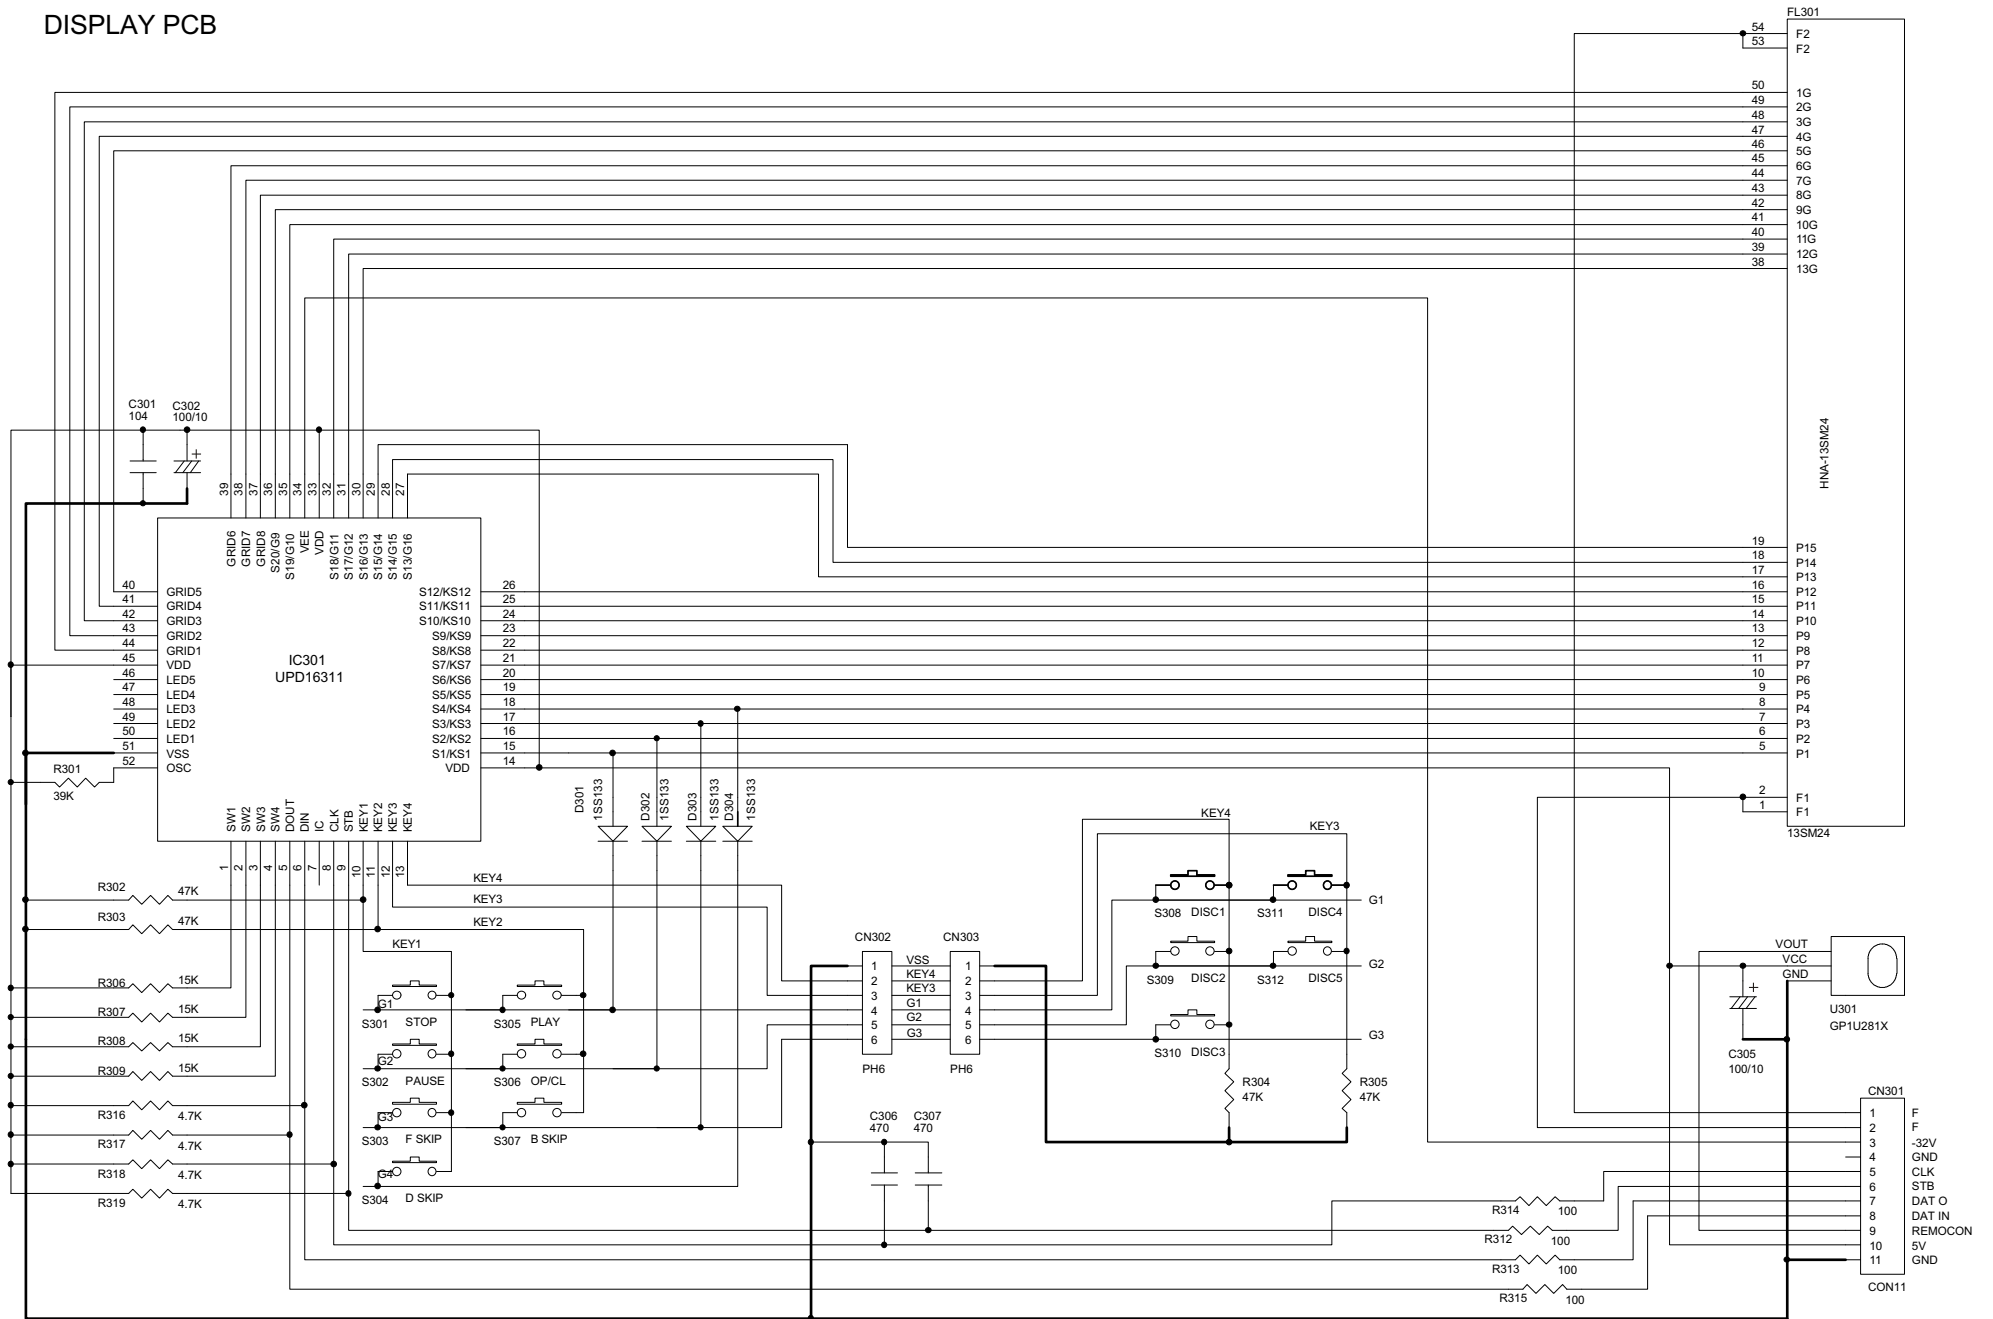 DISPLAY PCB
FL301
54 F2
53 F2
50 1G
49 2G
48 3G
47 4G
46 5G
45 6G
44 7G
43 8G
42 9G
41 10G
40 11G
39 12G
38 13G
HNA-13SM24
19 P15
18 P14
17 P13
16 P12
15 P11
14 P10
13 P9
12 P8
11 P7
10 P6
9 P5
8 P4
7 P3
6 P2
5 P1
2 F1
1 F1
13SM24
C301
104
C302
100/10
+
39 38 37 36 35 34 33 32 31 30 29 28 27
GRID6
GRID7
GRID8
S20/G9
S19/G10
VEE
VDD
S18/G11
S17/G12
S16/G13
S15/G14
S14/G15
S13/G16
40 GRID5
41 GRID4
42 GRID3
43 GRID2
44 GRID1
45 VDD
46 LED5
47 LED4
48 LED3
49 LED2
50 LED1
51 VSS
52 OSC
IC301
UPD16311
S12/KS12 26
S11/KS11 25
S10/KS10 24
S9/KS9 23
S8/KS8 22
S7/KS7 21
S6/KS6 20
S5/KS5 19
S4/KS4 18
S3/KS3 17
S2/KS2 16
S1/KS1 15
VDD 14
R301
39K
SW1
SW2
SW3
SW4
DOUT
DIN
IC
CLK
STB
KEY1
KEY2
KEY3
KEY4
1 2 3 4 5 6 7 8 9 10 11 12 13
D301
1SS133
D302
1SS133
D303
1SS133
D304
1SS133
R302 47K
R303 47K
R306 15K
R307 15K
R308 15K
R309 15K
R316 4.7K
R317 4.7K
R318 4.7K
R319 4.7K
KEY4
KEY3
KEY2
KEY1
G1
S301 STOP
S305 PLAY
G2
S302 PAUSE
S306 OP/CL
G3
S303 F SKIP
S307 B SKIP
G4
S304 D SKIP
CN302
CN303
1 VSS 1
2 KEY4 2
3 KEY3 3
4 G1 4
5 G2 5
6 G3 6
PH6
PH6
C306
470
C307
470
KEY4
KEY3
S308 DISC1
S311 DISC4
G1
S309 DISC2
S312 DISC5
G2
S310 DISC3
G3
R304
47K
R305
47K
VOUT
VCC
GND
U301
GP1U281X
+
C305
100/10
CN301
1 F
2 F
3 -32V
4 GND
5 CLK
6 STB
7 DAT O
8 DAT IN
9 REMOCON
10 5V
11 GND
CON11
R314 100
R312 100
R313 100
R315 100